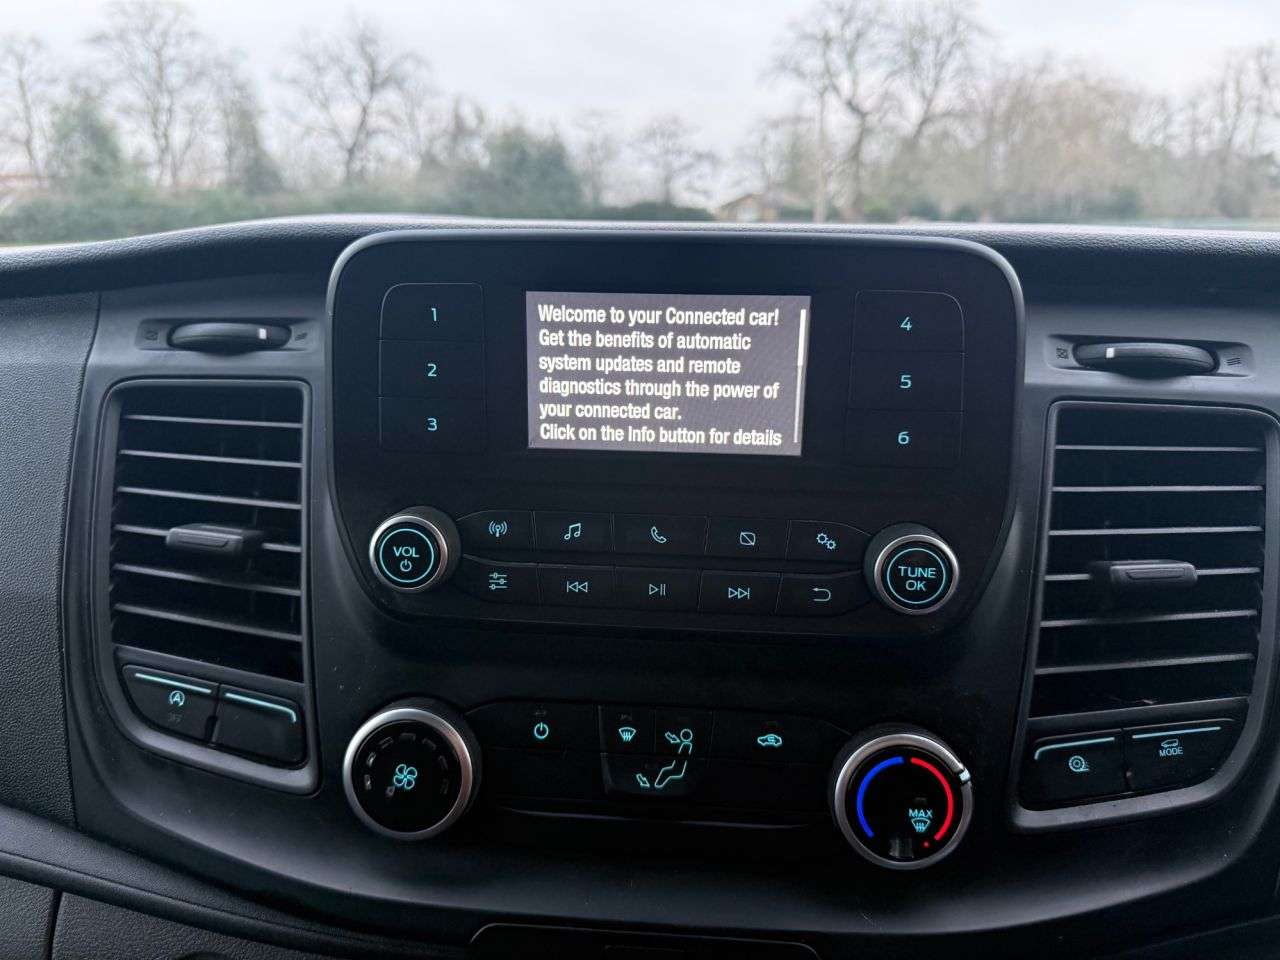 Welcome to your Connected car!
Get the benefits of automatic
system updates and remote
diagnostics through the power of
your connected car.
Click on the Info button for details
1
2
3
4
5
6
VOL
TUNE
OK
A
MAX
MODE